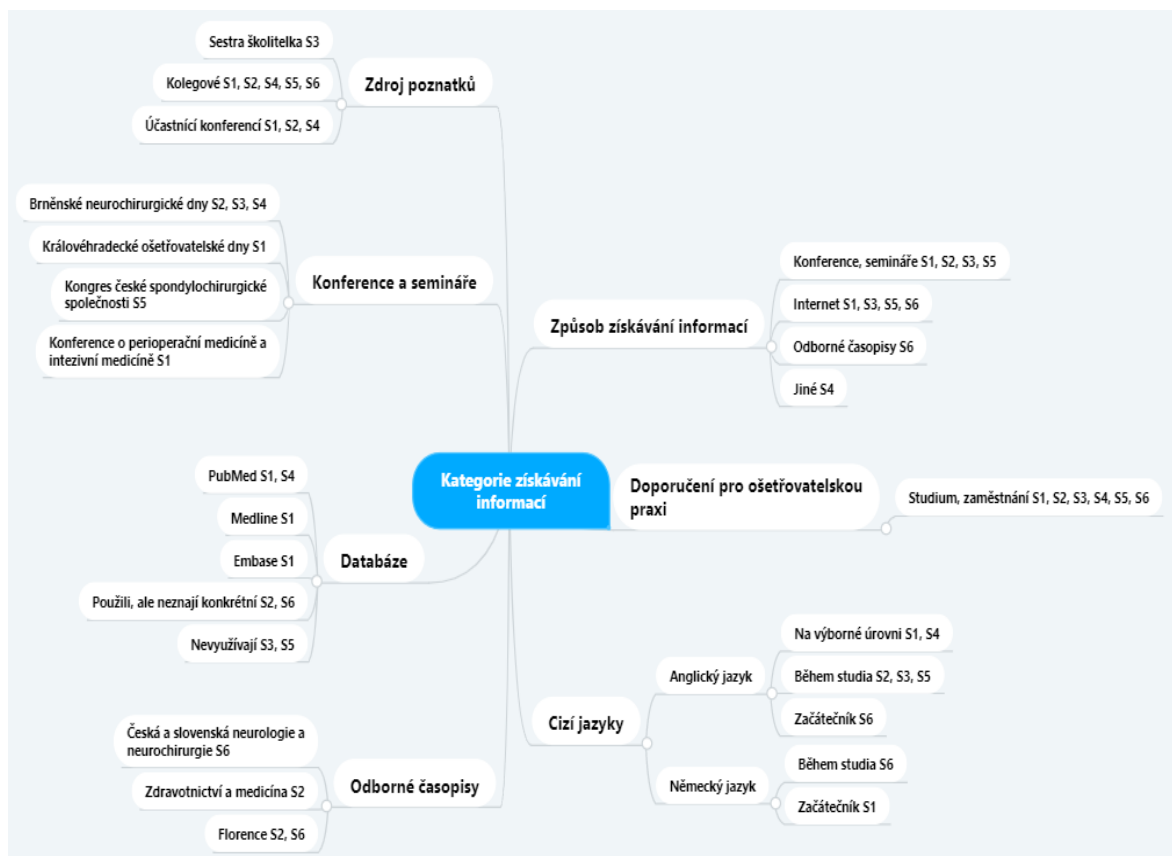 Kategorie získávání
informací
Zdroj poznatků
Sestra školitelka S3
Kolegové S1, S2, S4, S5, S6
Účastnící konferencí S1, S2, S4
Konference a semináře
Brněnské neurochirurgické dny S2, S3, S4
Královéhradecké ošetřovatelské dny S1
Kongres české spondylochirurgické
společnosti S5
Konference o perioperační medicíně a
intezivní medicíně S1
Databáze
PubMed S1, S4
Medline S1
Embase S1
Použili, ale neznají konkrétní S2, S6
Nevyužívají S3, S5
Odborné časopisy
Česká a slovenská neurologie a
neurochirurgie S6
Zdravotnictví a medicína S2
Florence S2, S6
Způsob získávání informací
Konference, semináře S1, S2, S3, S5
Internet S1, S3, S5, S6
Odborné časopisy S6
Jiné S4
Doporučení pro ošetřovatelskou
praxi
Studium, zaměstnání S1, S2, S3, S4, S5, S6
Cizí jazyky
Anglický jazyk
Na výborné úrovni S1, S4
Během studia S2, S3, S5
Začátečník S6
Německý jazyk
Během studia S6
Začátečník S1